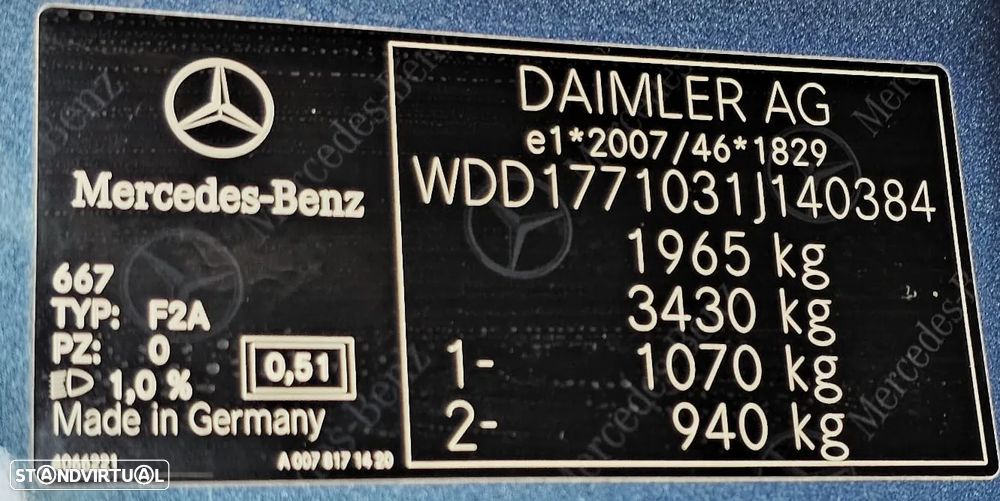 Mercedes-Benz
667
TYP: F2A
PZ: 0
1,0 %
0,51
Made in Germany
A 007 817 14 20
DAIMLER AG
e1*2007/46*1829
WDD1771031J140384
1965 kg
3430 kg
1- 1070 kg
2- 940 kg
STANDVIRTUAL